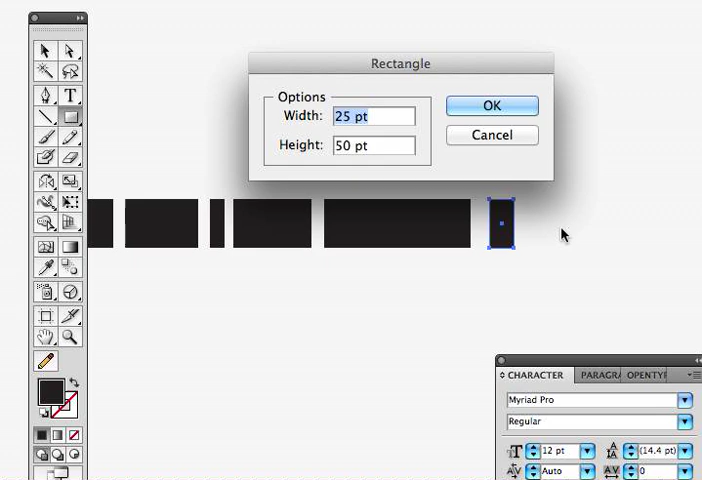 Rectangle
Options
Width: 25 pt
OK
Height: 50 pt
Cancel
T
CHARACTER PARAGRA OPENTYP
Myriad Pro
Regular
12 pt (14.4 pt)
Auto 0